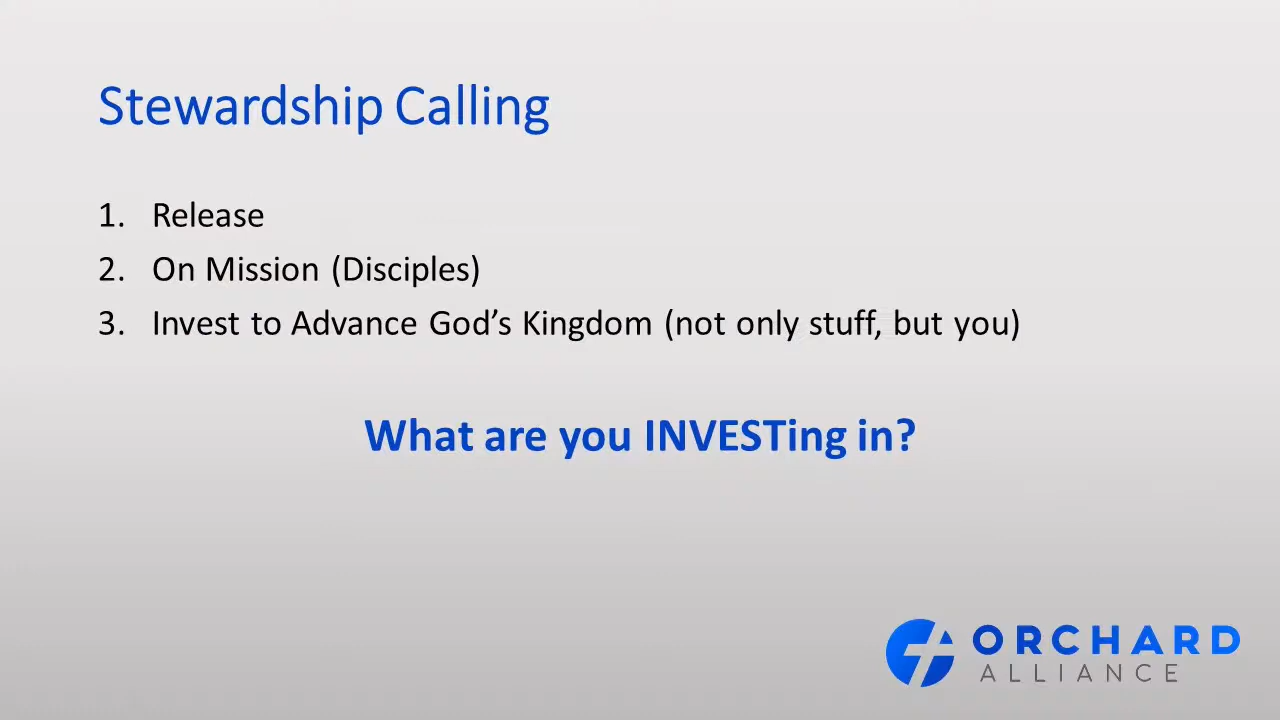 Stewardship Calling
1. Release
2. On Mission (Disciples)
3. Invest to Advance God’s Kingdom (not only stuff, but you)
What are you INVESTing in?
ORCHARD
ALLIANCE